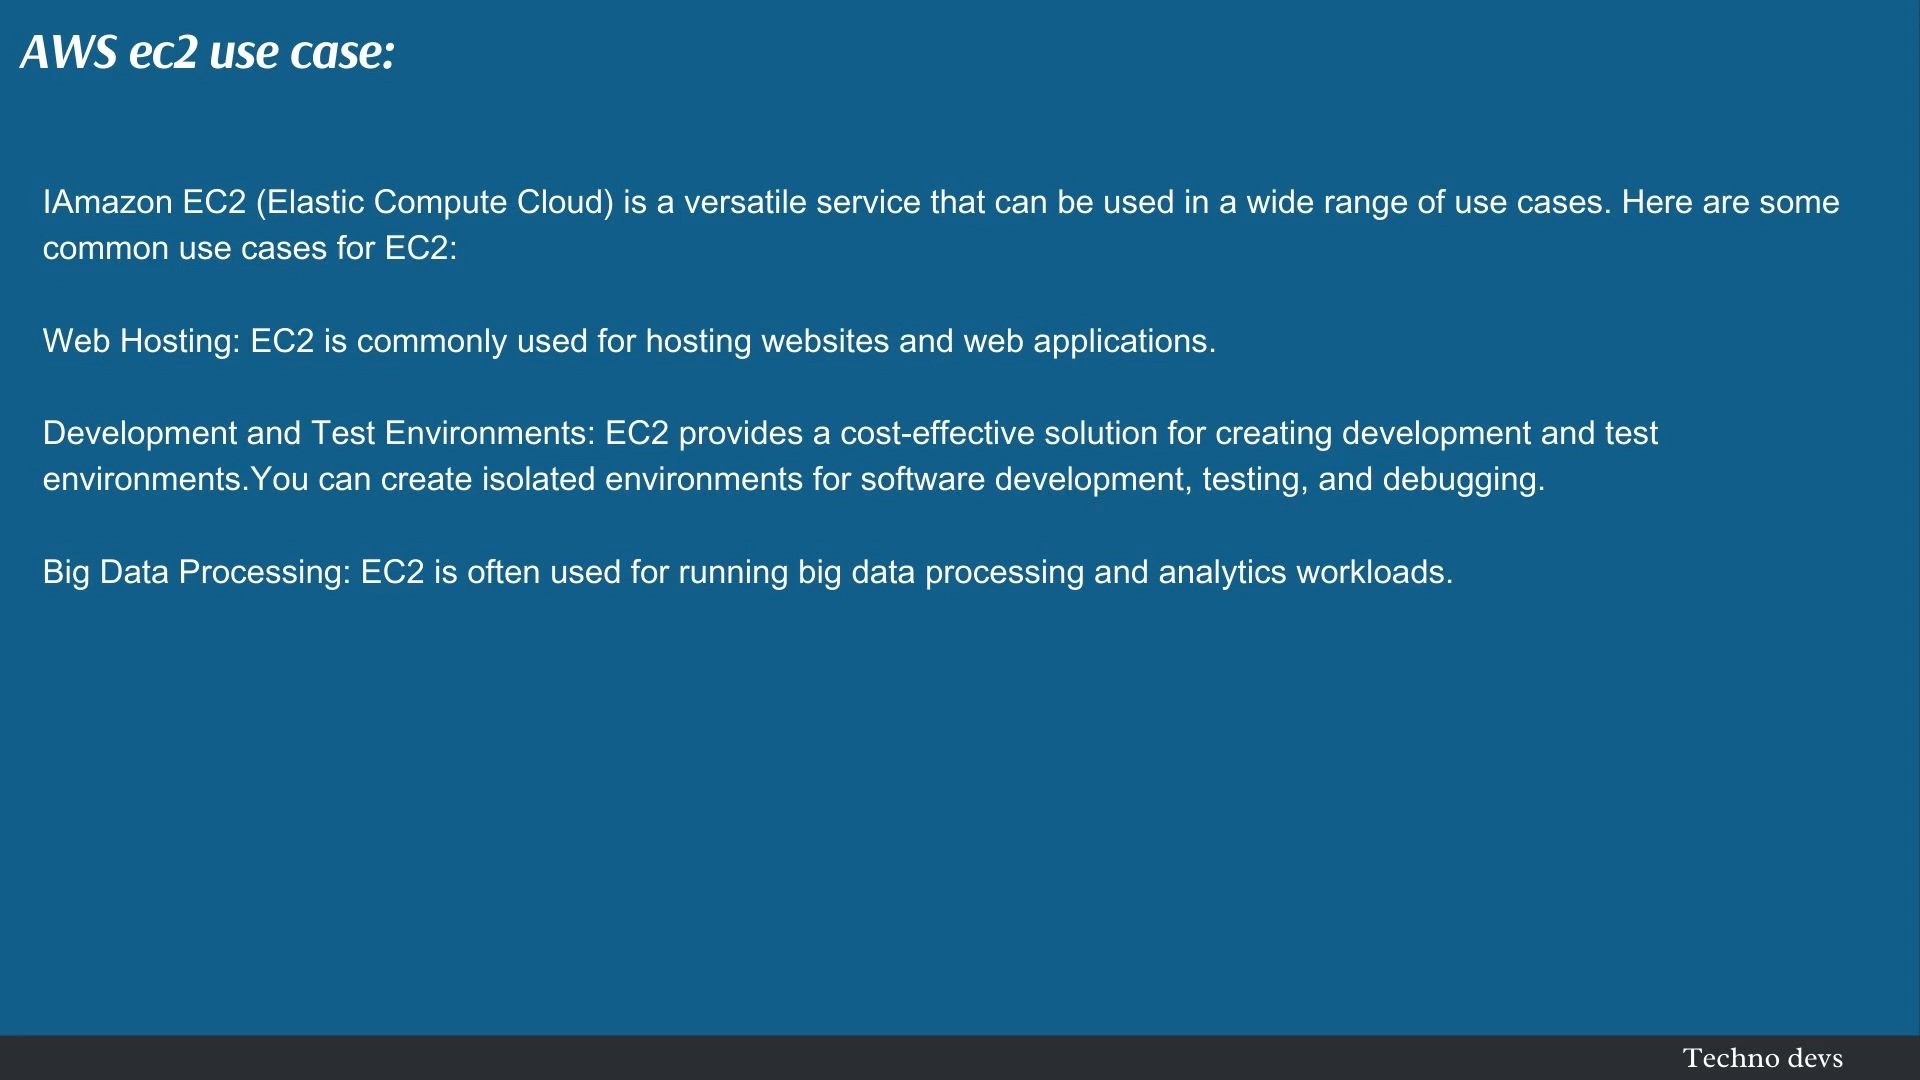 AWS ec2 use case:
IAmazon EC2 (Elastic Compute Cloud) is a versatile service that can be used in a wide range of use cases. Here are some
common use cases for EC2:
Web Hosting: EC2 is commonly used for hosting websites and web applications.
Development and Test Environments: EC2 provides a cost-effective solution for creating development and test
environments.You can create isolated environments for software development, testing, and debugging.
Big Data Processing: EC2 is often used for running big data processing and analytics workloads.
Techno devs